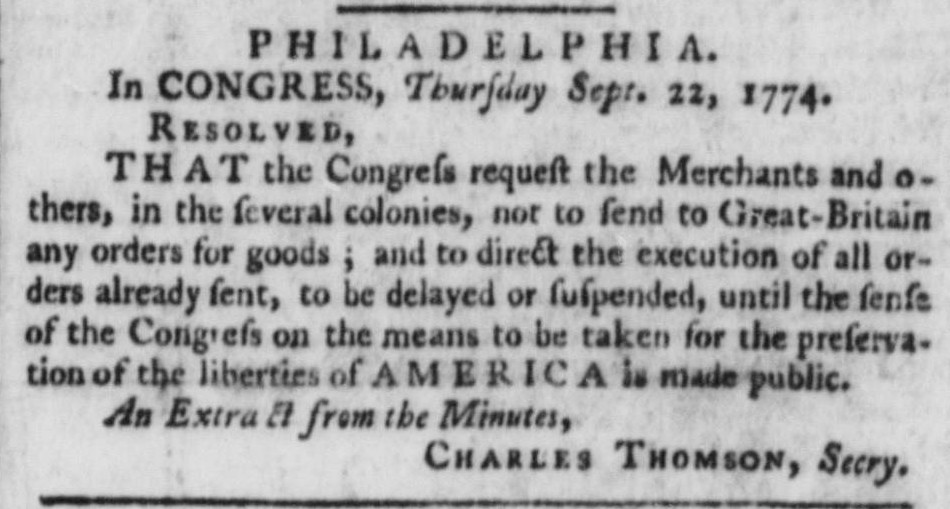 PHILADELPHIA.
In CONGRESS, Thurſday Sept. 22, 1774.
RESOLVED,
THAT the Congreſs requeſt the Merchants and o-
thers, in the ſeveral colonies, not to ſend to Great-Britain
any orders for goods ; and to direct the execution of all or-
ders already ſent, to be delayed or ſuſpended, until the ſenſe
of the Congreſs on the means to be taken for the preſerva-
tion of the liberties of AMERICA is made public.
An Extract from the Minutes,
CHARLES THOMSON, Secry.